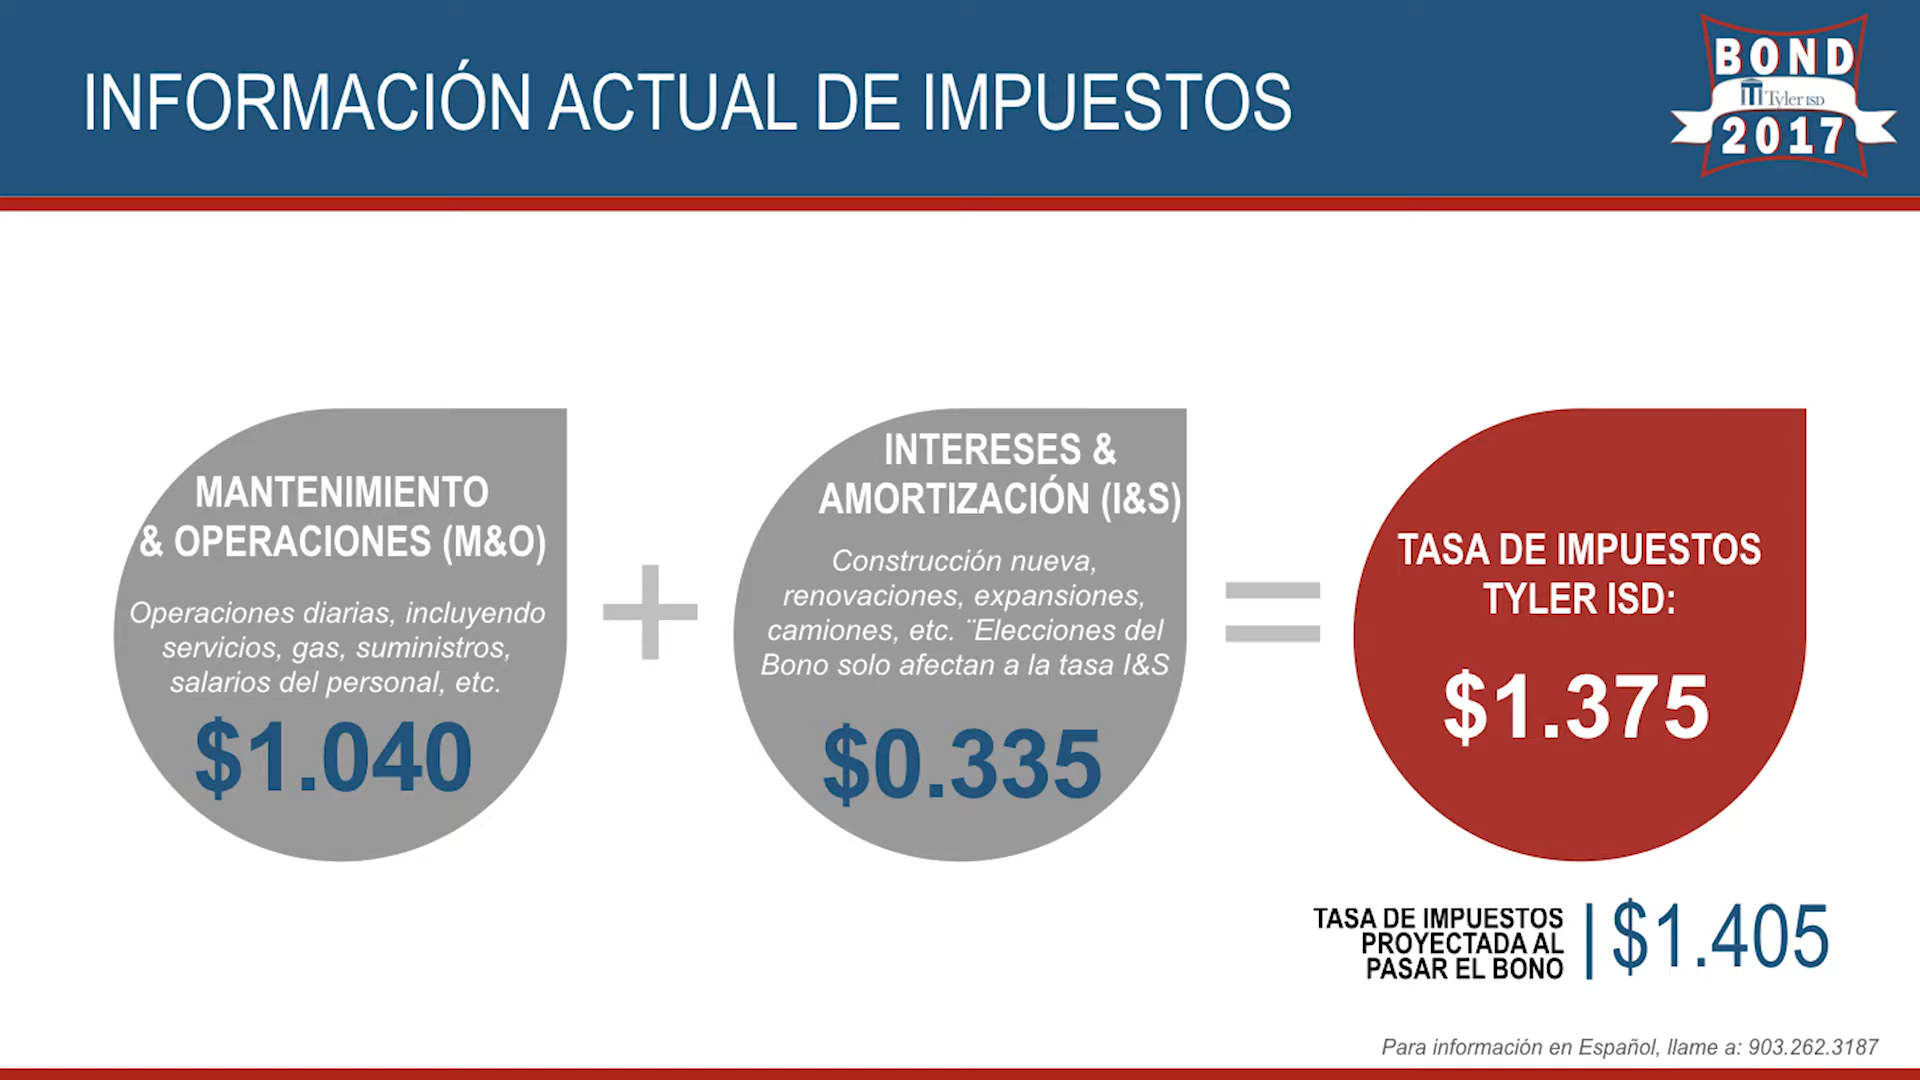 INFORMACIÓN ACTUAL DE IMPUESTOS
BOND
Tyler ISD
2017
MANTENIMIENTO
& OPERACIONES (M&O)
Operaciones diarias, incluyendo
servicios, gas, suministros,
salarios del personal, etc.
$1.040
+
INTERESES &
AMORTIZACIÓN (I&S)
Construcción nueva,
renovaciones, expansiones,
camiones, etc. ¨Elecciones del
Bono solo afectan a la tasa I&S
$0.335
=
TASA DE IMPUESTOS
TYLER ISD:
$1.375
TASA DE IMPUESTOS
PROYECTADA AL
PASAR EL BONO
$1.405
Para información en Español, llame a: 903.262.3187